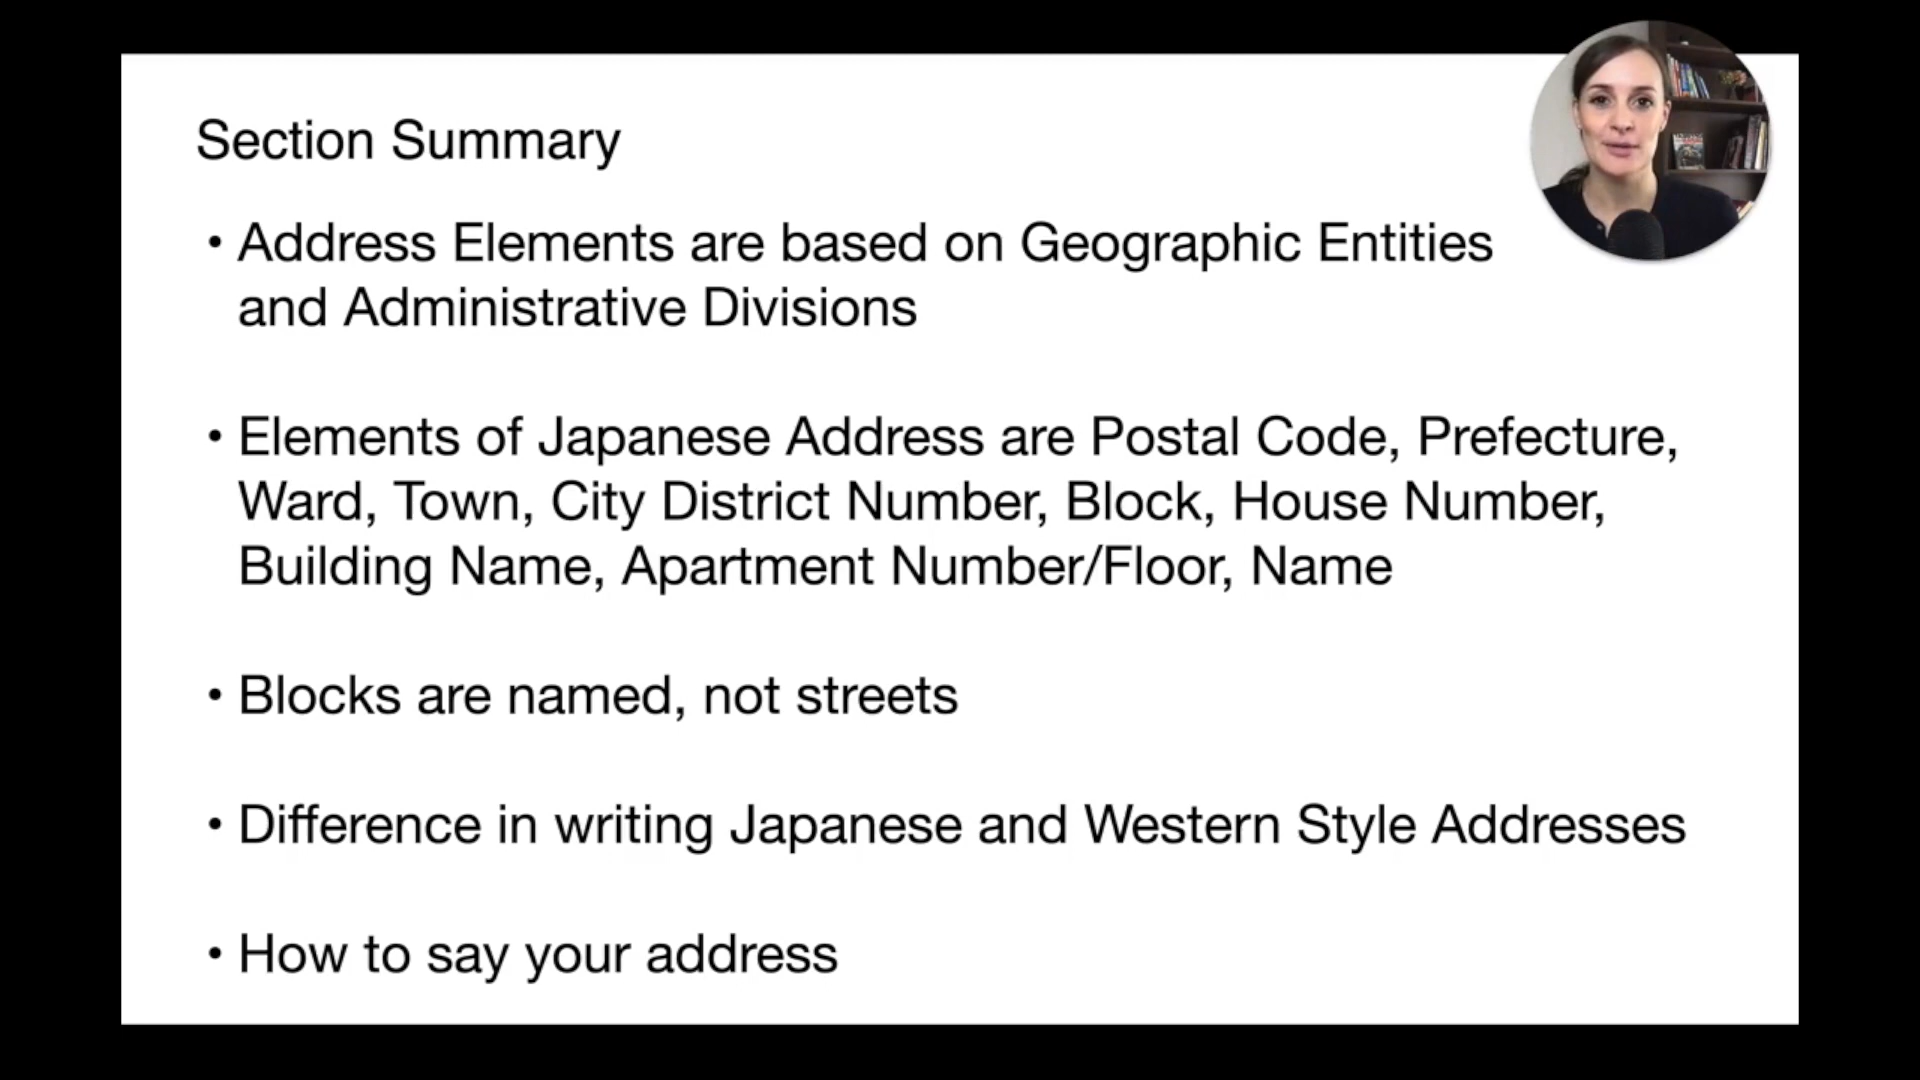 Section Summary
• Address Elements are based on Geographic Entities
and Administrative Divisions
• Elements of Japanese Address are Postal Code, Prefecture,
Ward, Town, City District Number, Block, House Number,
Building Name, Apartment Number/Floor, Name
• Blocks are named, not streets
• Difference in writing Japanese and Western Style Addresses
• How to say your address